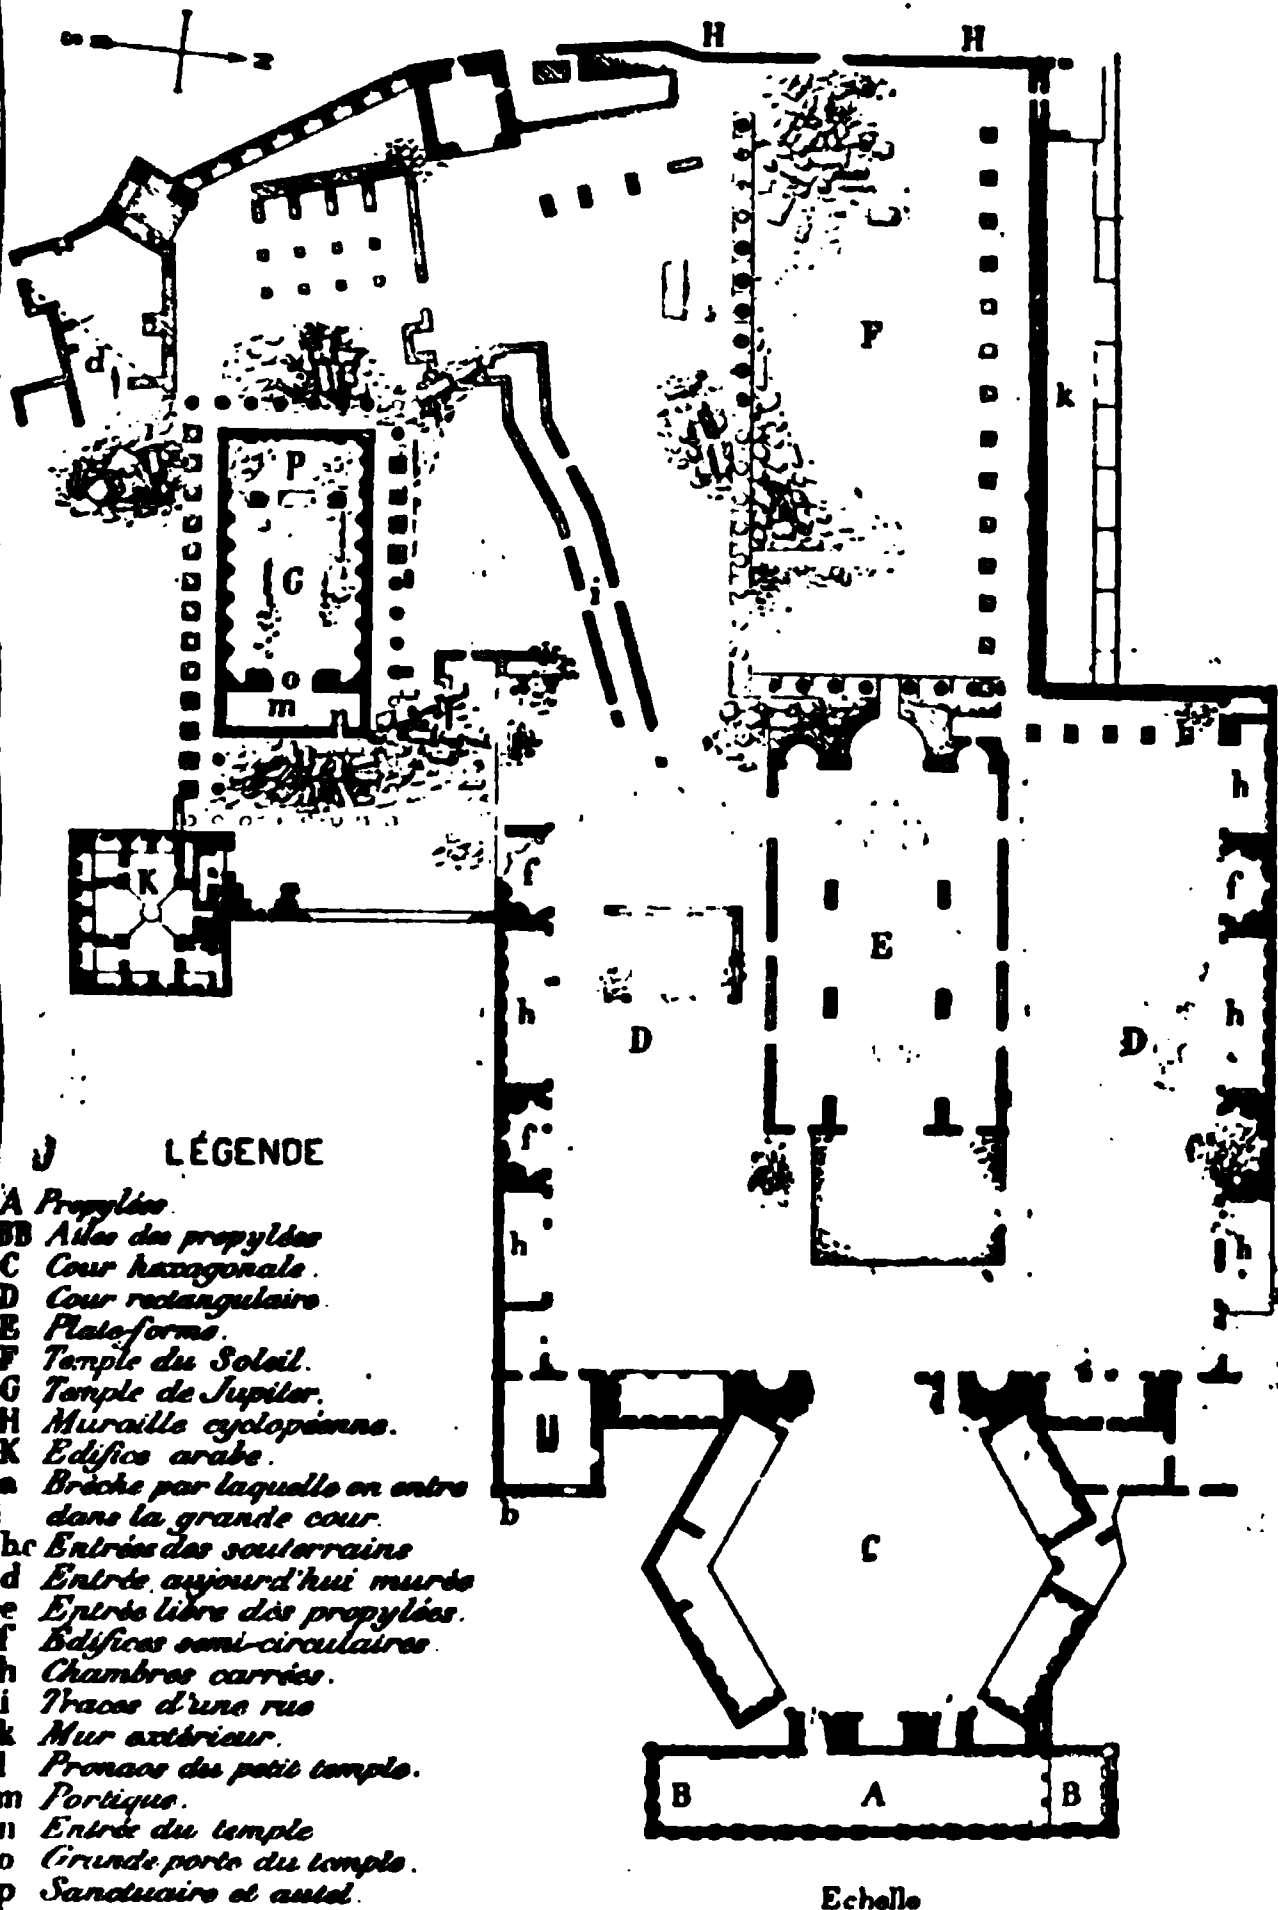 S N
H H
F
k
d
P
G
i
o
m
h
K
f
f
E
h
h
D
D
f
f
h
h
LÉGENDE
A Propylées.
BB Ailes des propylées
C Cour hexagonale.
D Cour rectangulaire.
E Plate-forme.
F Temple du Soleil.
G Temple de Jupiter.
H Muraille cyclopéenne.
K Edifice arabe.
a Brèche par laquelle on entre
dans la grande cour.
b.c Entrées des souterrains
d Entrée aujourd'hui murée
e Entrée libre des propylées.
f Edifices semi-circulaires.
h Chambres carrées.
i Traces d'une rue
k Mur extérieur.
l Pronaos du petit temple.
m Portique.
n Entrée du temple
o Grande porte du temple.
p Sanctuaire et autel.
b
C
B A B
Echelle